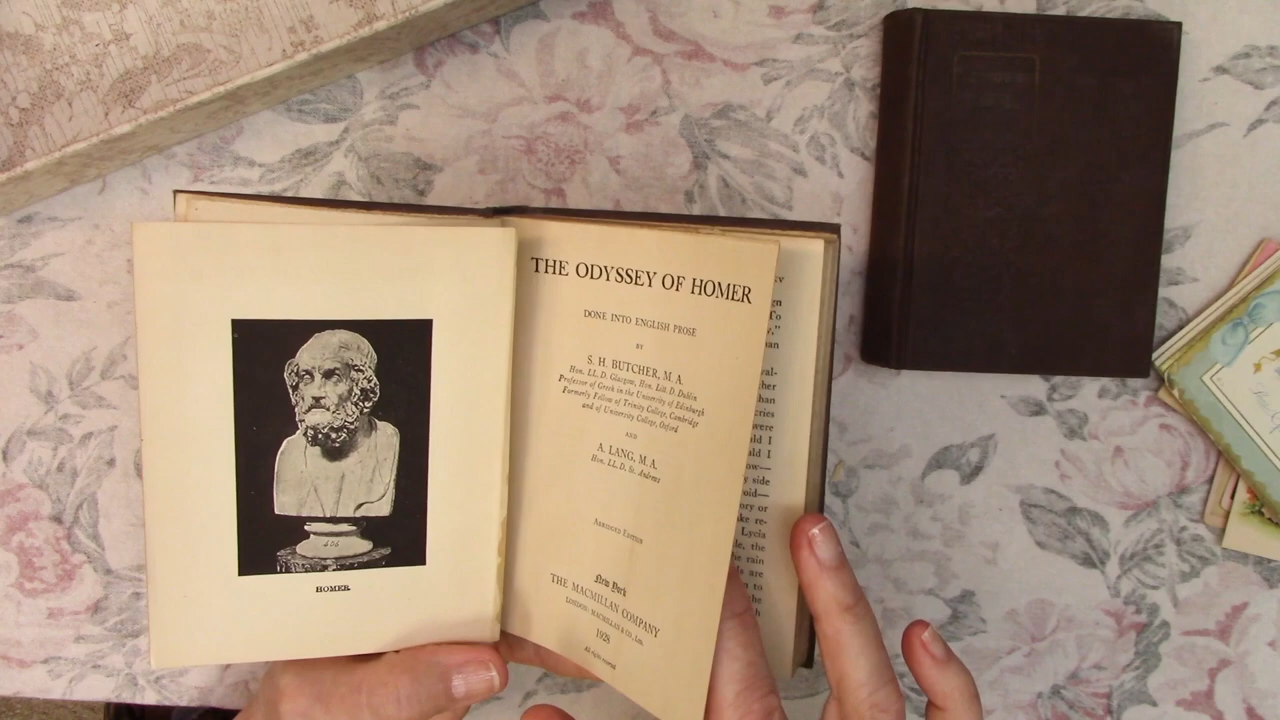 THE ODYSSEY OF HOMER
DONE INTO ENGLISH PROSE
BY
S. H. BUTCHER, M. A.
Hon. LL. D. Glasgow, Hon. Litt. D. Dublin
Professor of Greek in the University of Edinburgh
Formerly Fellow of Trinity College, Cambridge
and of University College, Oxford
AND
A. LANG, M. A.
Hon. LL. D. St. Andrews
ABRIDGED EDITION
New York
THE MACMILLAN COMPANY
LONDON: MACMILLAN & CO., Ltd.
1928
All rights reserved
HOMER.